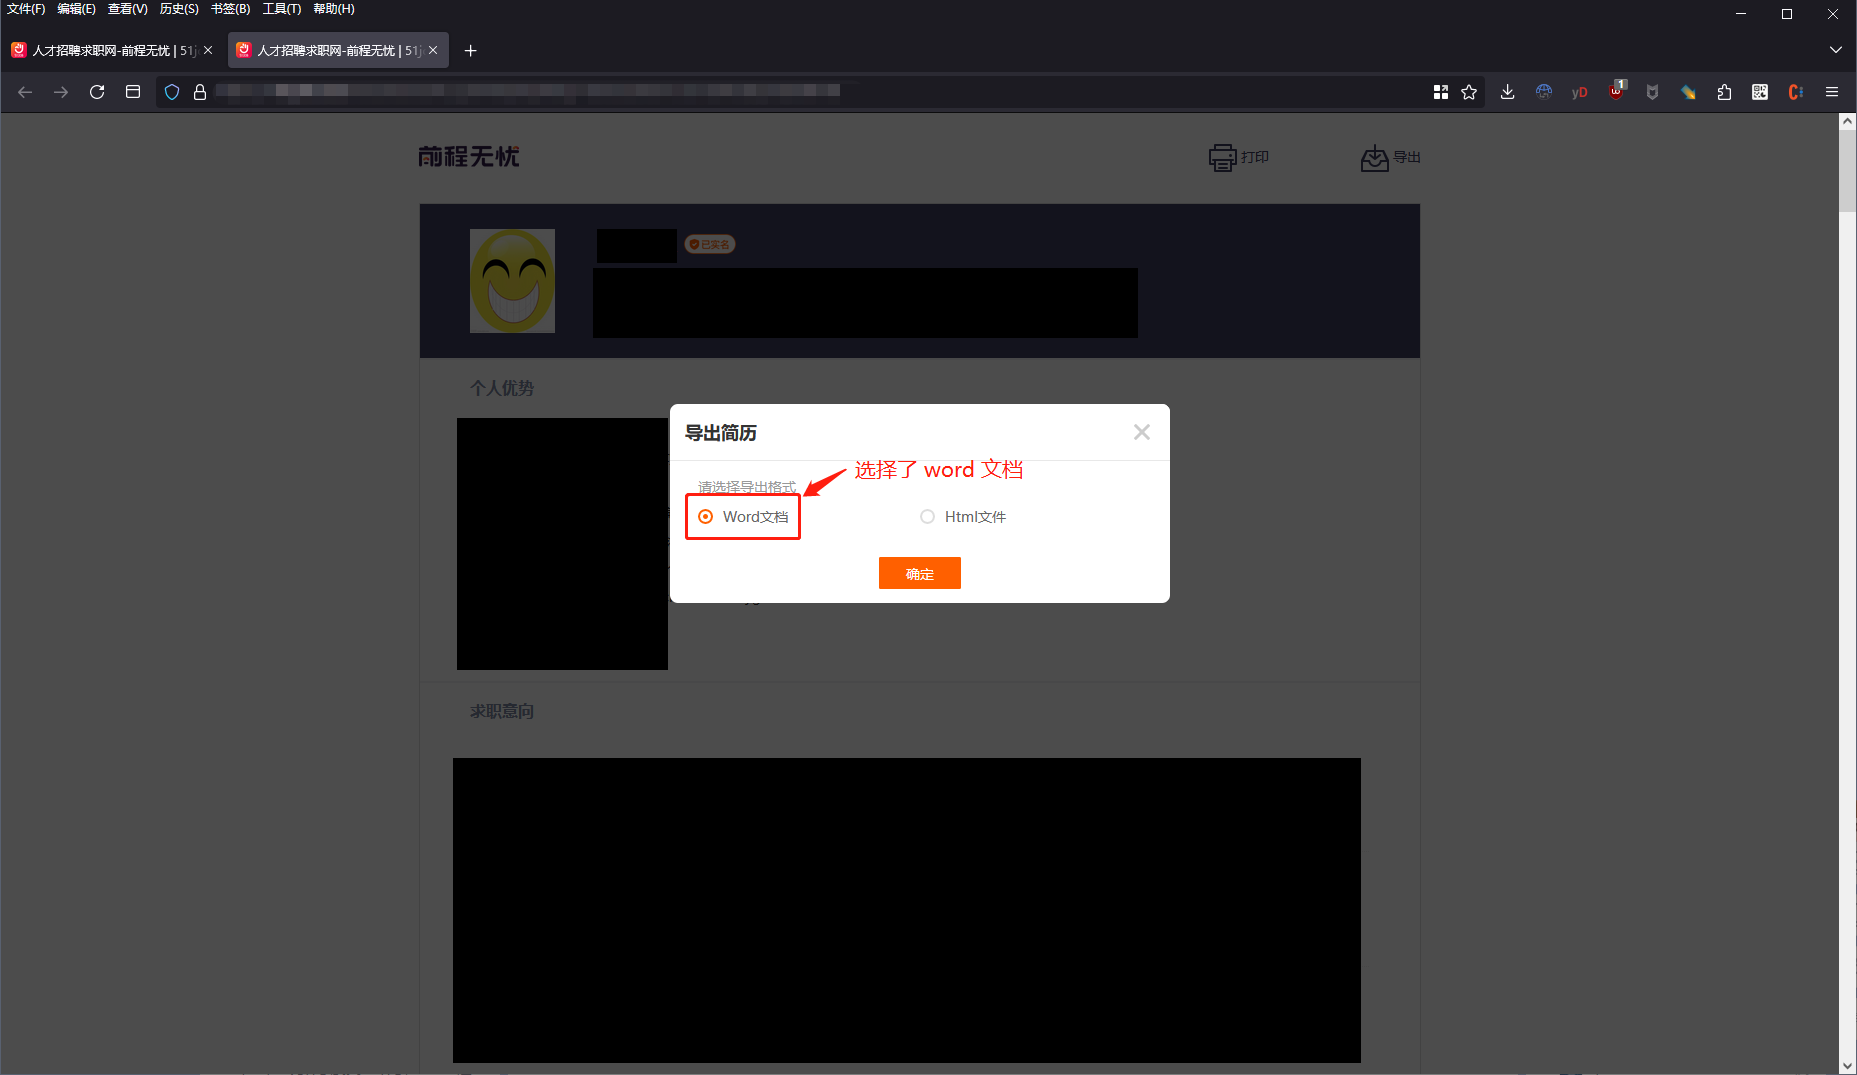 文件(F) 编辑(E) 查看(V) 历史(S) 书签(B) 工具(T) 帮助(H)
人才招聘求职网-前程无忧 | 51j
人才招聘求职网-前程无忧 | 51j
yD
1
前程无忧
打印
导出
已实名
个人优势
导出简历
选择了 word 文档
请选择导出格式
Word文档
Html文件
确定
求职意向